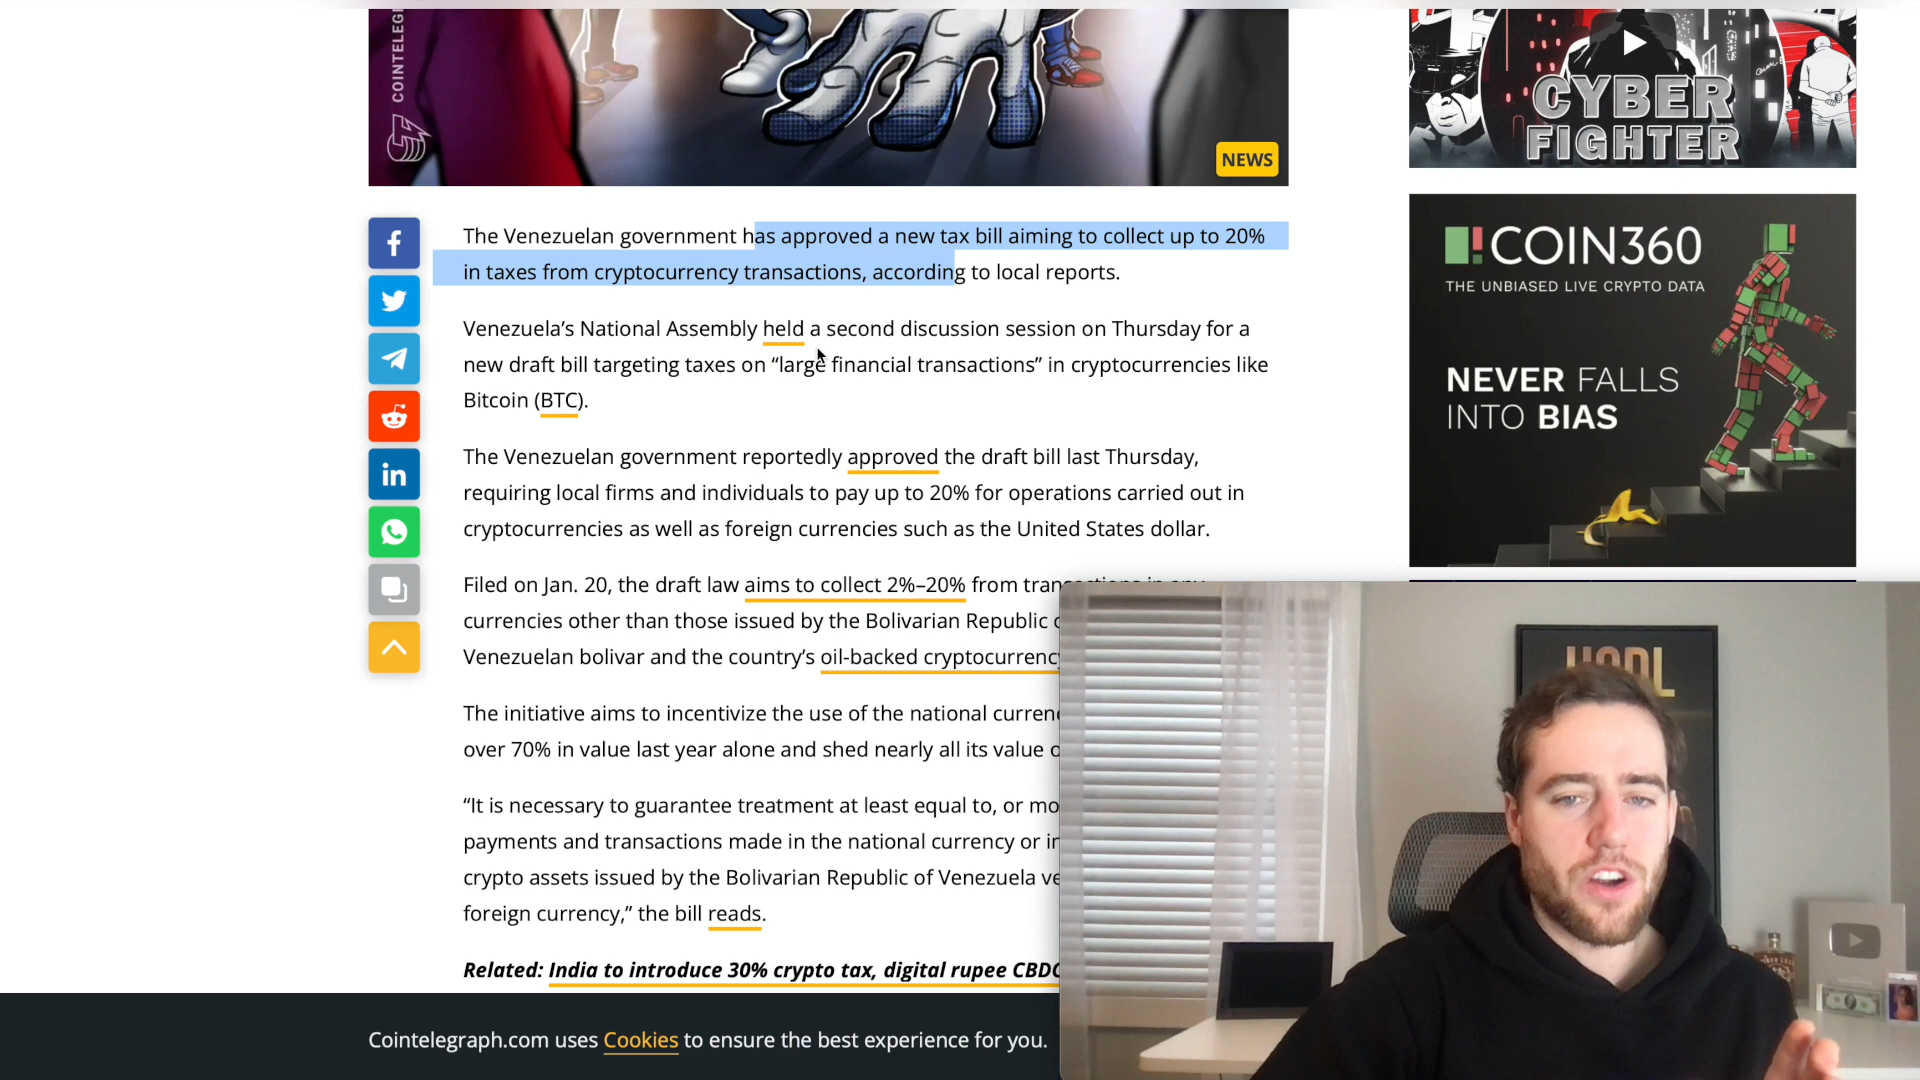 COINTELEG
NEWS
CYBER
FIGHTER
The Venezuelan government has approved a new tax bill aiming to collect up to 20%
in taxes from cryptocurrency transactions, according to local reports.
Venezuela’s National Assembly held a second discussion session on Thursday for a
new draft bill targeting taxes on “large financial transactions” in cryptocurrencies like
Bitcoin (BTC).
The Venezuelan government reportedly approved the draft bill last Thursday,
requiring local firms and individuals to pay up to 20% for operations carried out in
cryptocurrencies as well as foreign currencies such as the United States dollar.
Filed on Jan. 20, the draft law aims to collect 2%–20% from transactions in any
currencies other than those issued by the Bolivarian Republic
Venezuelan bolivar and the country’s oil-backed cryptocurrency
The initiative aims to incentivize the use of the national
over 70% in value last year alone and shed nearly all its value
“It is necessary to guarantee treatment at least equal to, or
payments and transactions made in the national currency or
crypto assets issued by the Bolivarian Republic of Venezuela
foreign currency,” the bill reads.
Related: India to introduce 30% crypto tax, digital rupee CBDC
Cointelegraph.com uses Cookies to ensure the best experience for you.
COIN360
THE UNBIASED LIVE CRYPTO DATA
NEVER FALLS
INTO BIAS
HODL